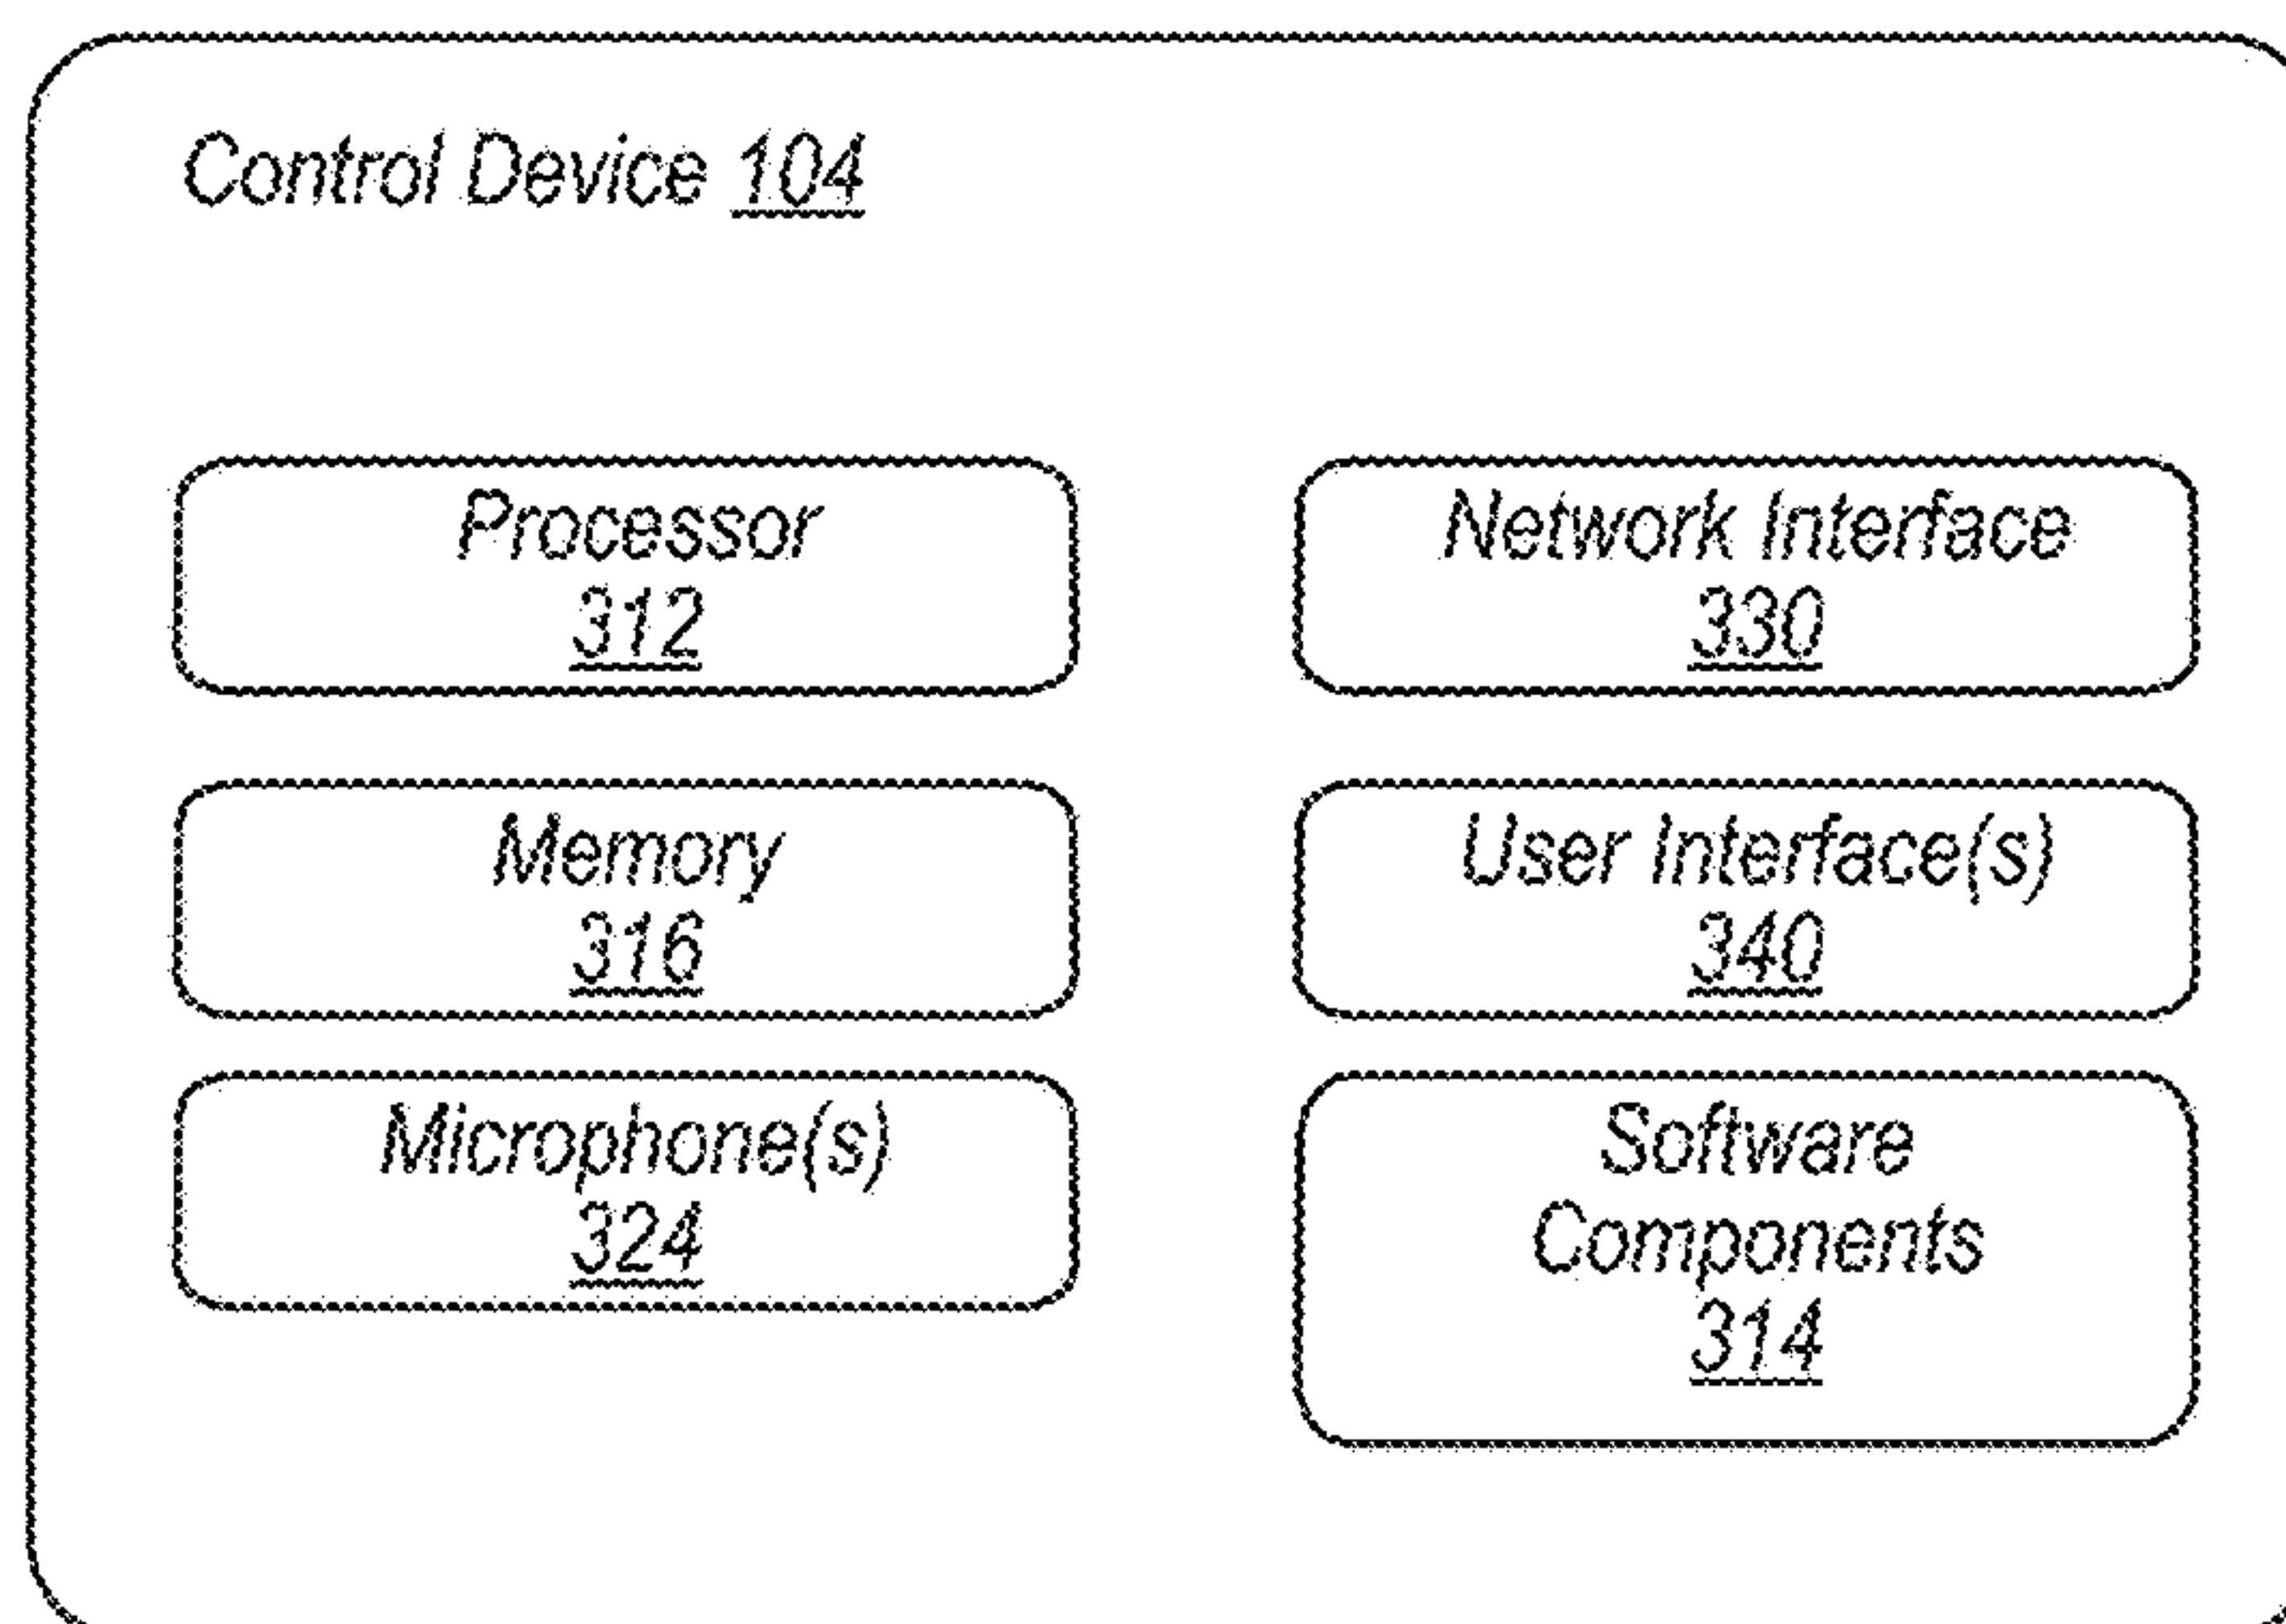 Control Device 104
Processor
312
Network Interface
330
Memory
316
User Interface(s)
340
Microphone(s)
324
Software
Components
314